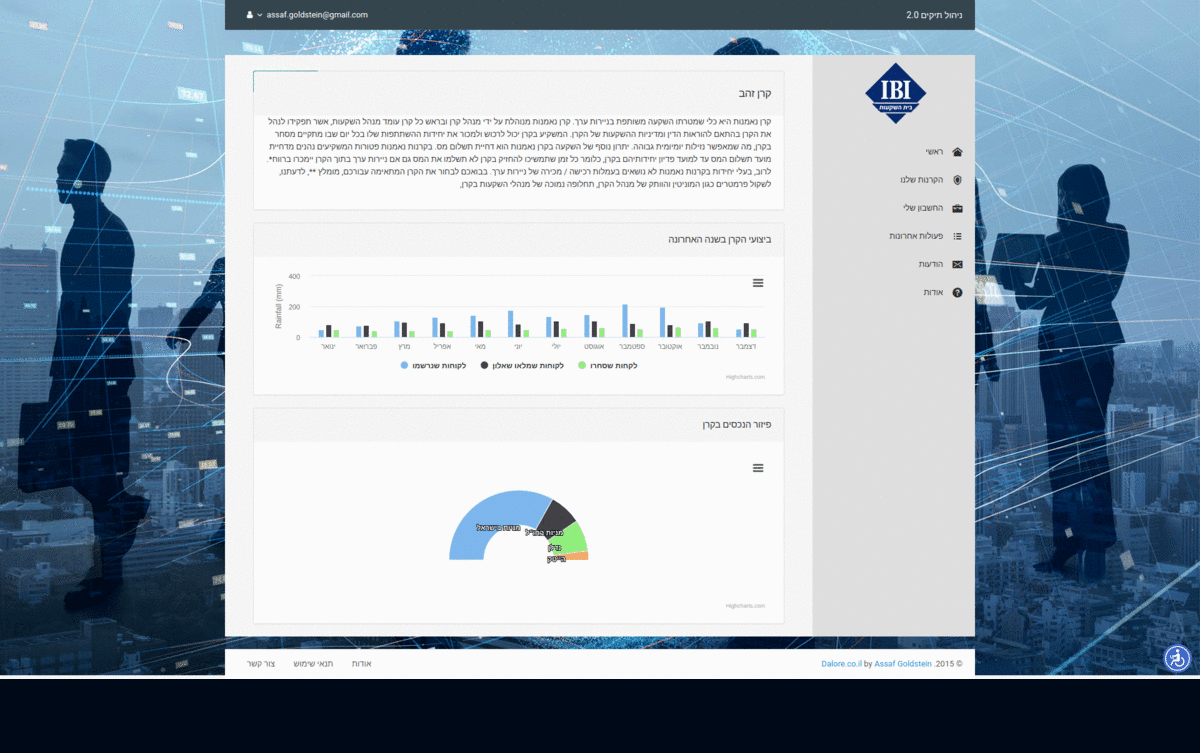 ניהול תיקים 2.0
assaf.goldstein@gmail.com
IBI
בית השקעות
ראשי
הקרנות שלנו
החשבון שלי
פעולות אחרונות
הודעות
אודות
קרן זהב
קרן נאמנות היא כלי שמטרתו השקעה משותפת בניירות ערך. קרן נאמנות מנוהלת על ידי מנהל קרן ובראש כל קרן עומד מנהל השקעות, אשר תפקידו לנהל
את הקרן בהתאם להוראות הדין ומדיניות ההשקעות של הקרן. המשקיע בקרן יכול לרכוש ולמכור את יחידות ההשתתפות שלו בכל יום שבו מתקיים מסחר
בקרן, מה שמאפשר נזילות יומיומית גבוהה. יתרון נוסף של השקעה בקרן נאמנות הוא דחיית תשלום מס. בקרנות נאמנות פטורות המשקיעים נהנים מדחיית
מועד תשלום המס עד למועד פדיון יחידותיהם בקרן, כלומר כל זמן שתמשיכו להחזיק בקרן לא תשלמו את המס גם אם ניירות ערך בתוך הקרן יימכרו ברווח*.
לרוב, בעלי יחידות בקרנות נאמנות לא נושאים בעמלות רכישה / מכירה של ניירות ערך. בבואכם לבחור את הקרן המתאימה עבורכם, מומלץ **, לדעתנו,
לשקול פרמטרים כגון המוניטין והוותק של מנהל הקרן, תחלופה נמוכה של מנהלי השקעות בקרן,
ביצועי הקרן בשנה האחרונה
Rainfall (mm)
400
200
0
ינואר פברואר מרץ אפריל מאי יוני יולי אוגוסט ספטמבר אוקטובר נובמבר דצמבר
לקוחות שנרשמו לקוחות שמלאו שאלון לקחות שסחרו
Highcharts.com
פיזור הנכסים בקרן
מניות בישראל
מניות בחו"ל
נדלן
הייטק
Highcharts.com
© 2015. Dalore.co.il by Assaf Goldstein
אודות תנאי שימוש צור קשר